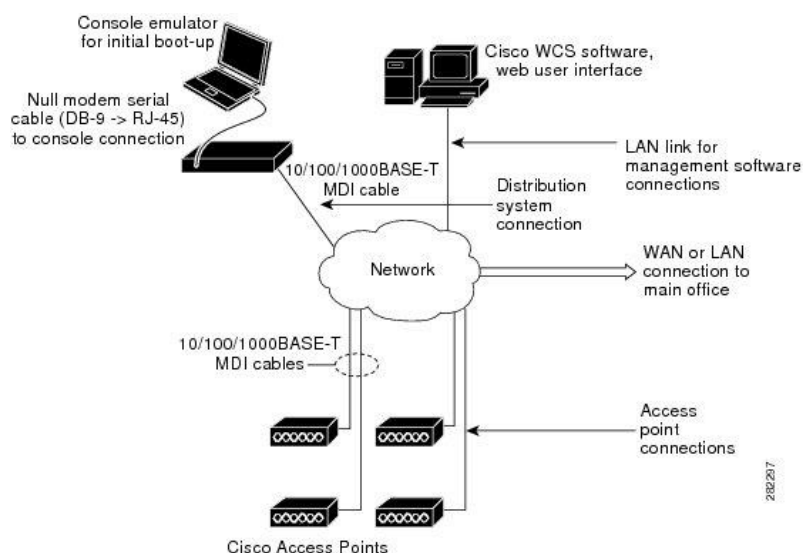 Console emulator
for initial boot-up
Cisco WCS software,
web user interface
Null modem serial
cable (DB-9 -> RJ-45)
to console connection
LAN link for
management software
connections
10/100/1000BASE-T
MDI cable
Distribution
system
connection
Network
WAN or LAN
connection to
main office
10/100/1000BASE-T
MDI cables
Access
point
connections
282297
Cisco Access Points